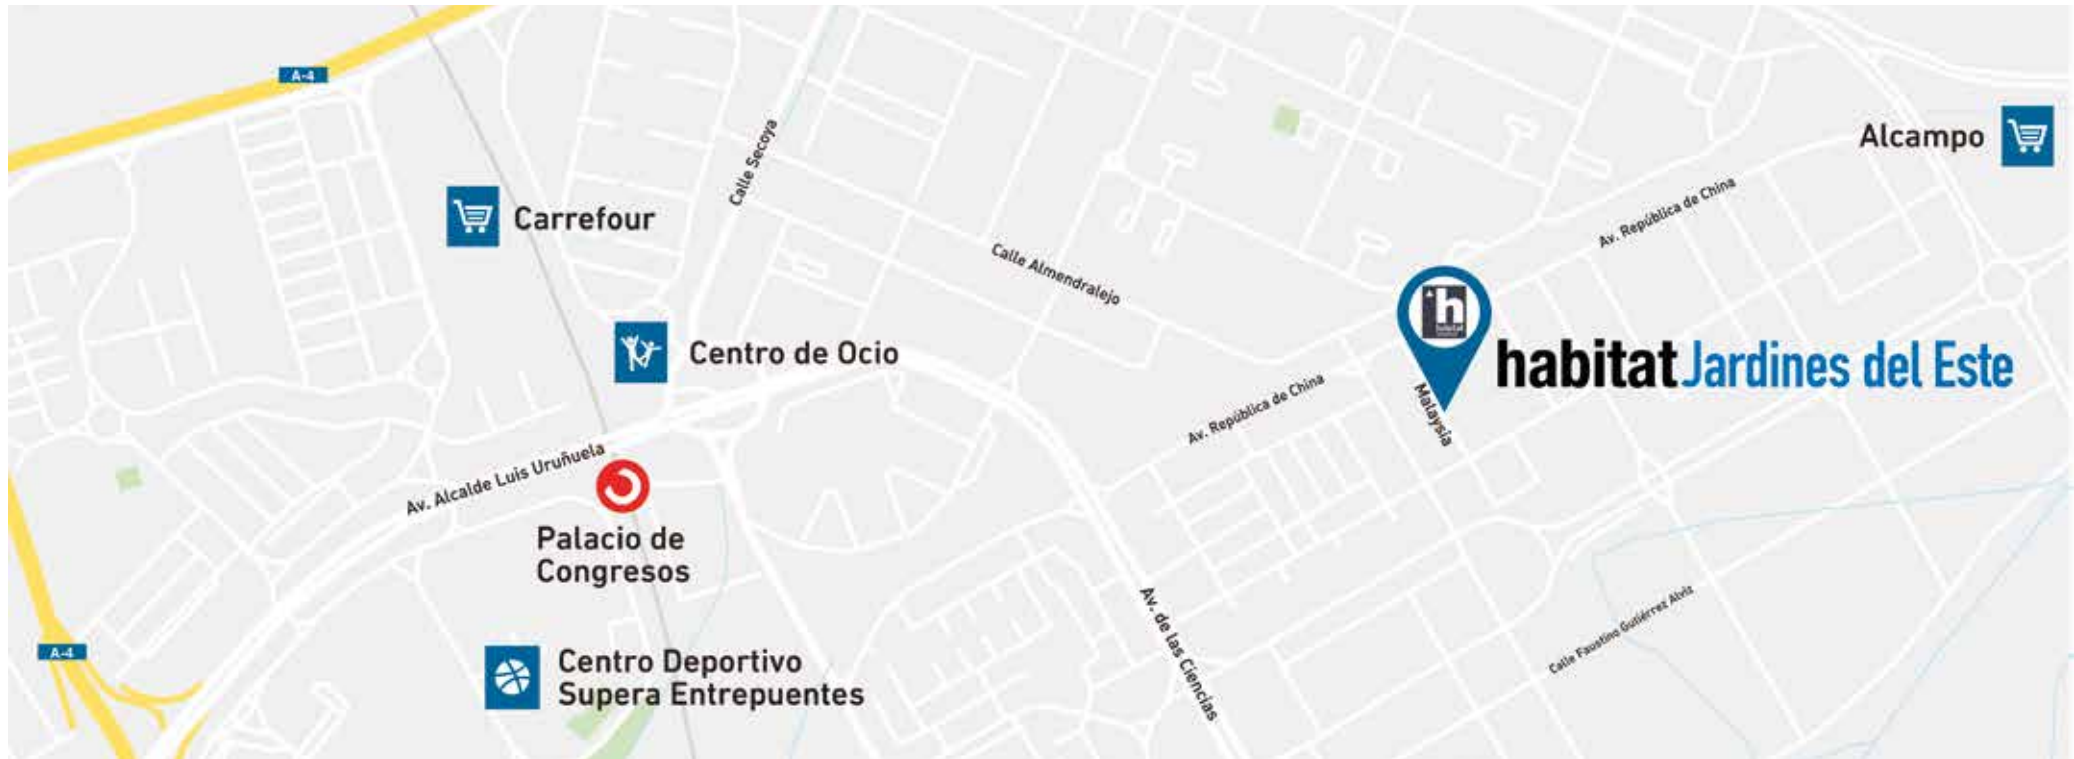 A-4
Alcampo
Calle Secoya
Av. República de China
Carrefour
Calle Almendralejo
h
habitat
Centro de Ocio
habitat Jardines del Este
Av. República de China
Malaysia
Av. Alcalde Luis Uruñuela
Palacio de
Congresos
Av. de las Ciencias
Calle Faustino Gutiérrez Alviz
A-4
Centro Deportivo
Supera Entrepuentes